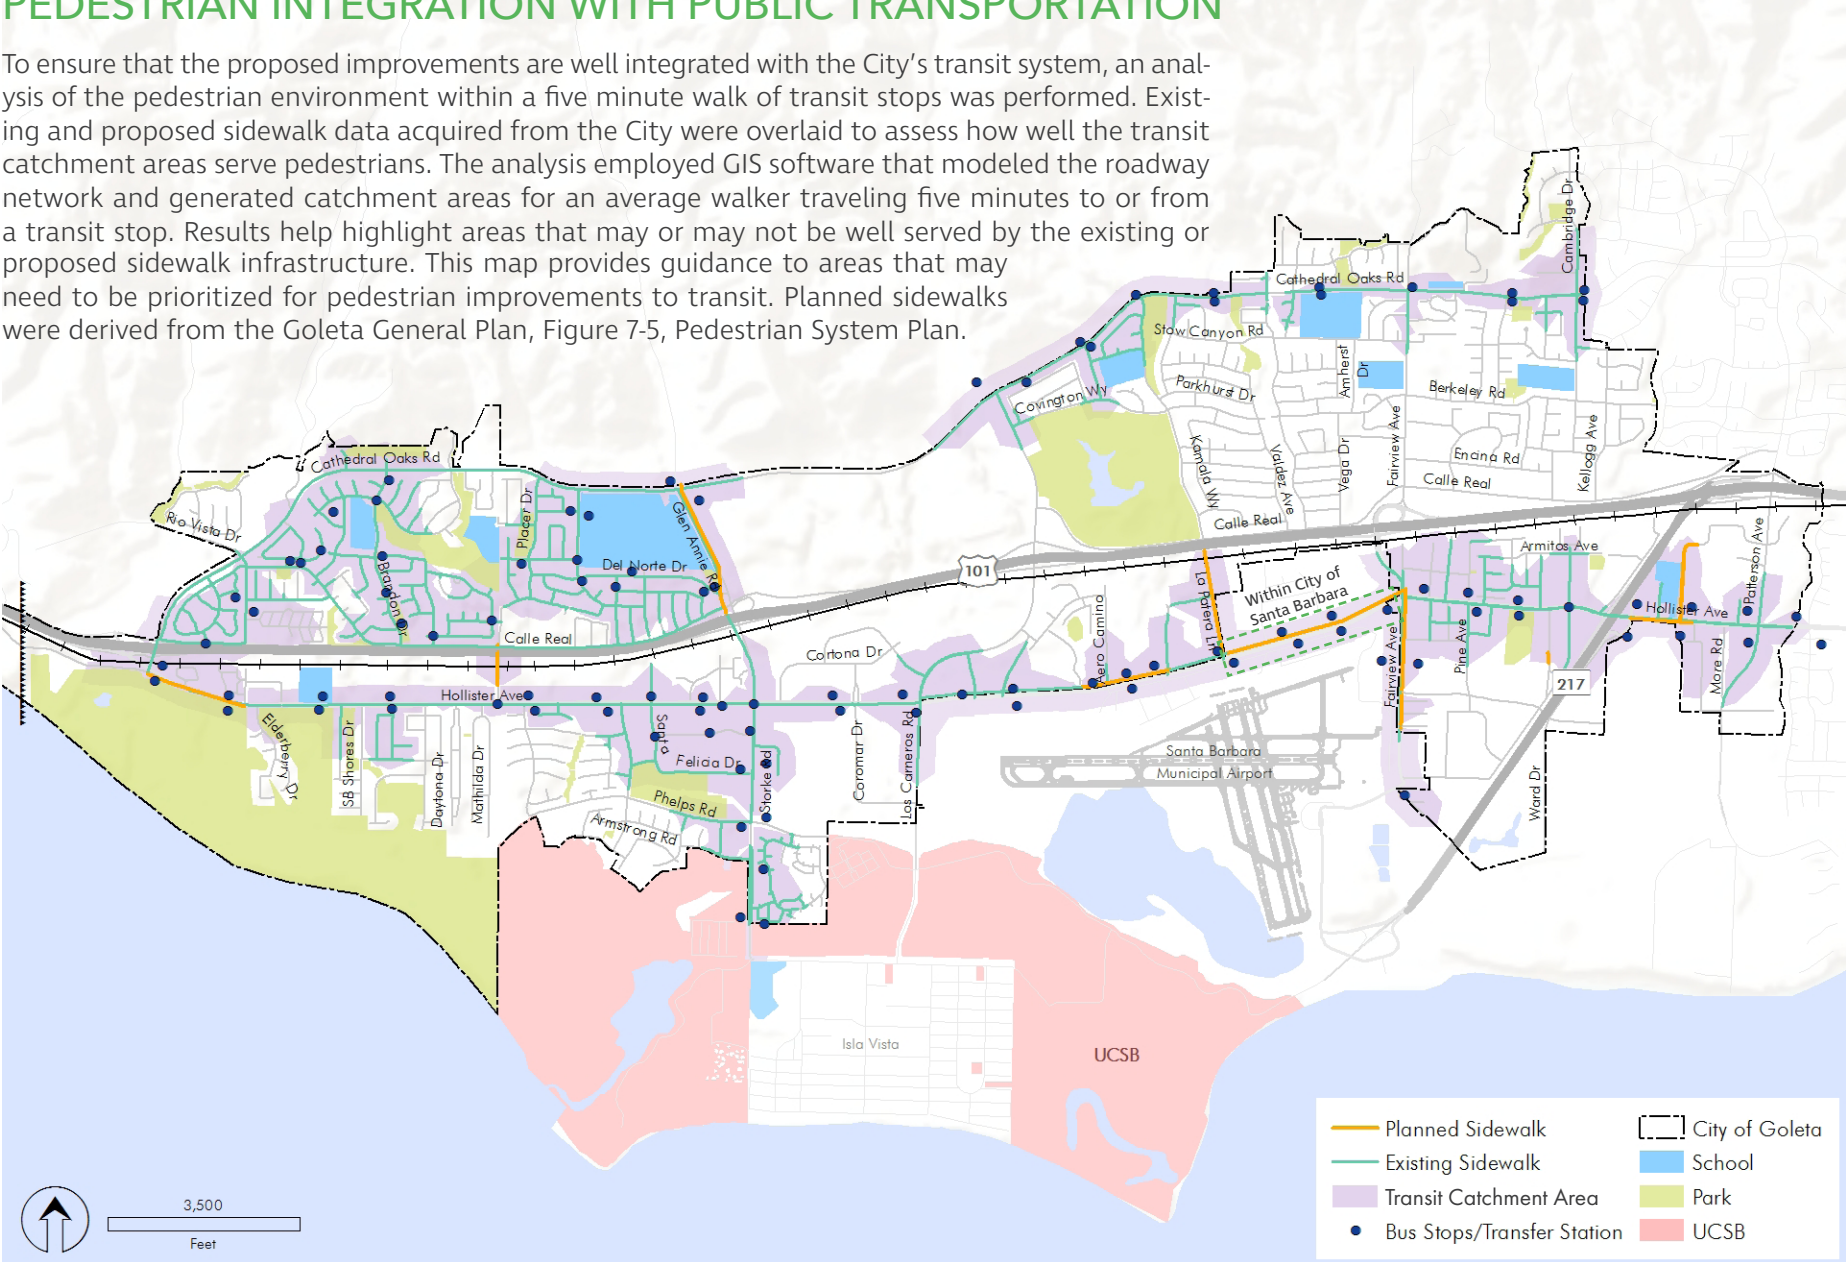 PEDESTRIAN INTEGRATION WITH PUBLIC TRANSPORTATION
To ensure that the proposed improvements are well integrated with the City's transit system, an anal-
ysis of the pedestrian environment within a five minute walk of transit stops was performed. Exist-
ing and proposed sidewalk data acquired from the City were overlaid to assess how well the transit
catchment areas serve pedestrians. The analysis employed GIS software that modeled the roadway
network and generated catchment areas for an average walker traveling five minutes to or from
a transit stop. Results help highlight areas that may or may not be well served by the existing or
proposed sidewalk infrastructure. This map provides guidance to areas that may
need to be prioritized for pedestrian improvements to transit. Planned sidewalks
were derived from the Goleta General Plan, Figure 7-5, Pedestrian System Plan.
Cambridge Dr
Cathedral Oaks Rd
Stow Canyon Rd
Amherst
Dr
Parkhurst Dr
Berkeley Rd
Covington Wy
Kamala Wy
Valdez Ave
Vega Dr
Fairview Ave
Encina Rd
Kellogg Ave
Calle Real
Calle Real
Cathedral Oaks Rd
Rio Vista Dr
Placer Dr
Glen Annie Rd
Del Norte Dr
Brandon Dr
Calle Real
101
Armitos Ave
Patterson Ave
Within City of
Santa Barbara
La Patera Ln
Aero Camino
Hollister Ave
Fairview Ave
Pine Ave
More Rd
217
Cortona Dr
Hollister Ave
Elderberry Dr
SB Shores Dr
Daytona Dr
Mathilda Dr
Santa
Felicia Dr
Storke Rd
Coromar Dr
Los Carneros Rd
Santa Barbara
Municipal Airport
Ward Dr
Phelps Rd
Armstrong Rd
Isla Vista
UCSB
Planned Sidewalk
Existing Sidewalk
Transit Catchment Area
Bus Stops/Transfer Station
City of Goleta
School
Park
UCSB
3,500
Feet